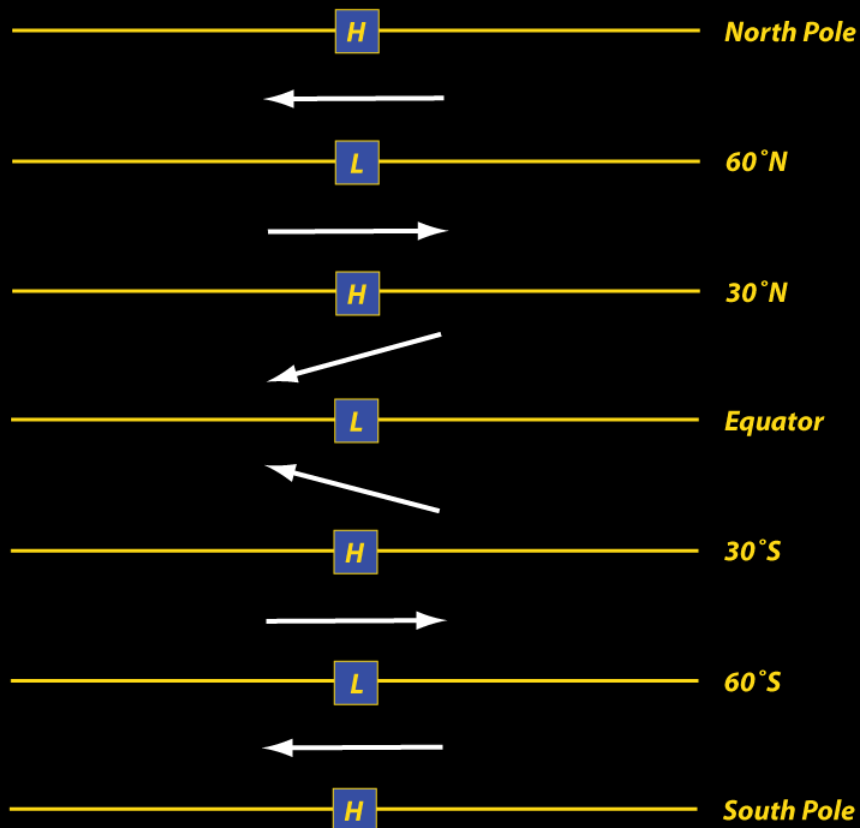 H North Pole
L 60°N
H 30°N
L Equator
H 30°S
L 60°S
H South Pole